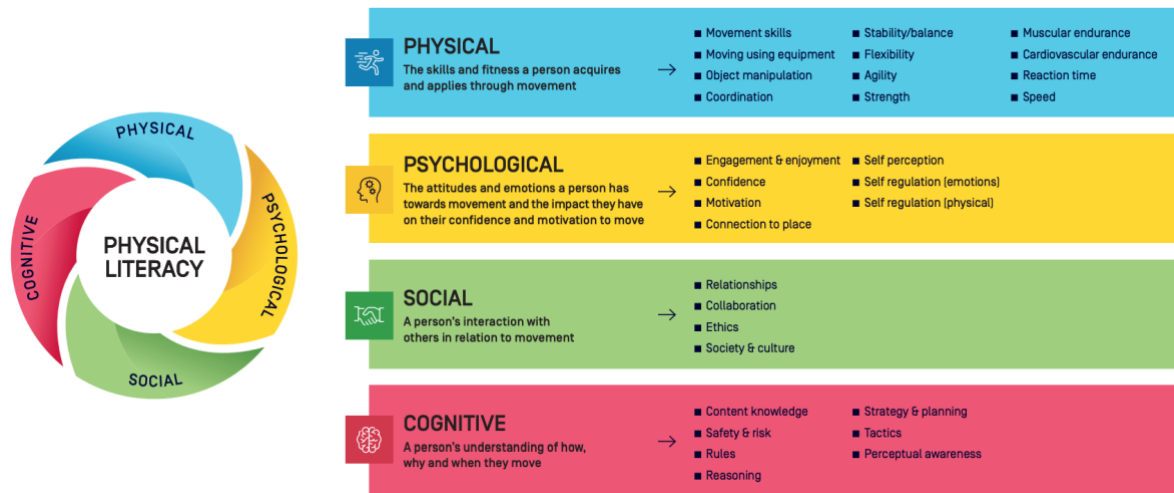 PHYSICAL
PSYCHOLOGICAL
SOCIAL
COGNITIVE
PHYSICAL
LITERACY
PHYSICAL
The skills and fitness a person acquires
and applies through movement
Movement skills
Moving using equipment
Object manipulation
Coordination
Stability/balance
Flexibility
Agility
Strength
Muscular endurance
Cardiovascular endurance
Reaction time
Speed
PSYCHOLOGICAL
The attitudes and emotions a person has
towards movement and the impact they have
on their confidence and motivation to move
Engagement & enjoyment
Confidence
Motivation
Connection to place
Self perception
Self regulation (emotions)
Self regulation (physical)
SOCIAL
A person's interaction with
others in relation to movement
Relationships
Collaboration
Ethics
Society & culture
COGNITIVE
A person's understanding of how,
why and when they move
Content knowledge
Safety & risk
Rules
Reasoning
Strategy & planning
Tactics
Perceptual awareness